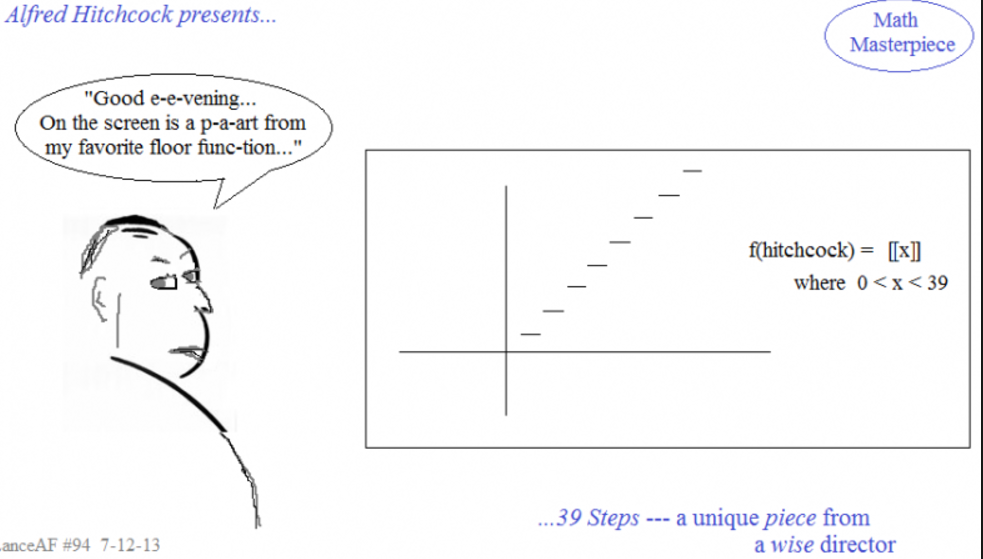 Alfred Hitchcock presents...
Math
Masterpiece
"Good e-e-vening...
On the screen is a p-a-art from
my favorite floor func-tion..."
f(hitchcock) = [[x]]
where 0 < x < 39
...39 Steps --- a unique piece from
a wise director
anceAF #94 7-12-13